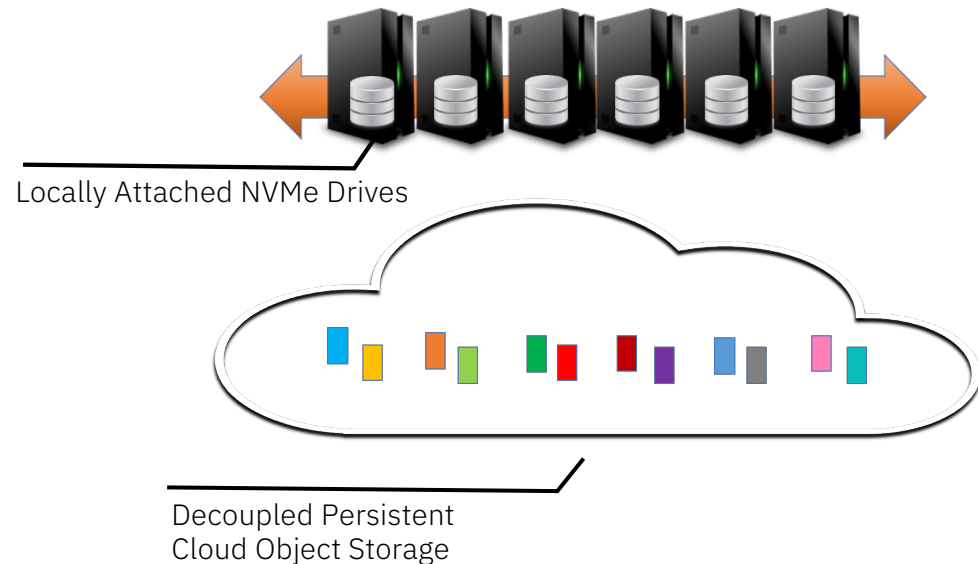 Locally Attached NVMe Drives
Decoupled Persistent
Cloud Object Storage